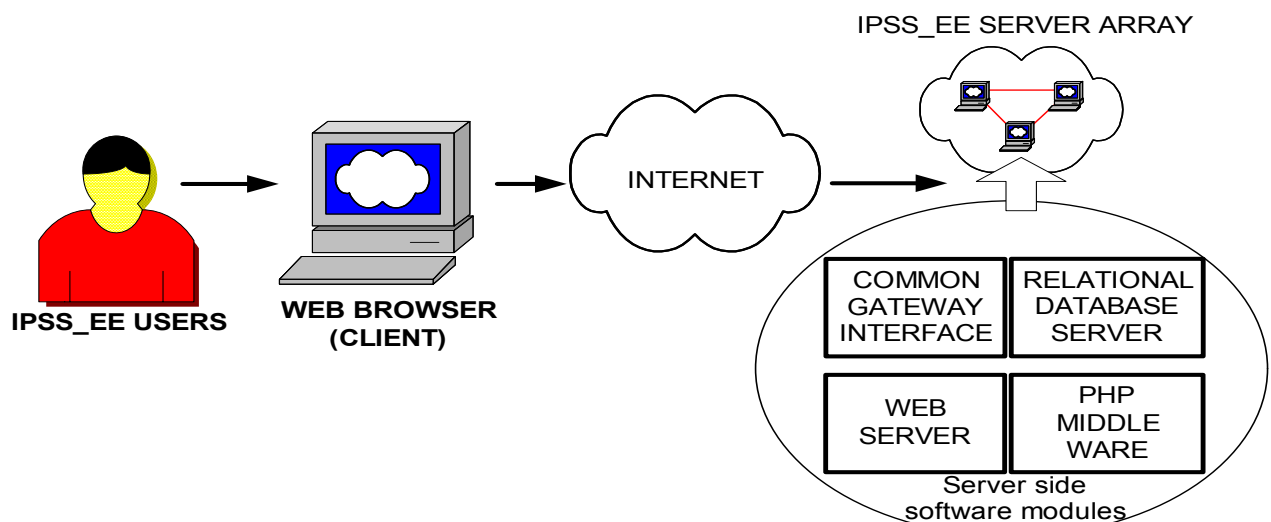 IPSS_EE SERVER ARRAY
INTERNET
IPSS_EE USERS
WEB BROWSER
(CLIENT)
COMMON
GATEWAY
INTERFACE
RELATIONAL
DATABASE
SERVER
WEB
SERVER
PHP
MIDDLE
WARE
Server side
software modules